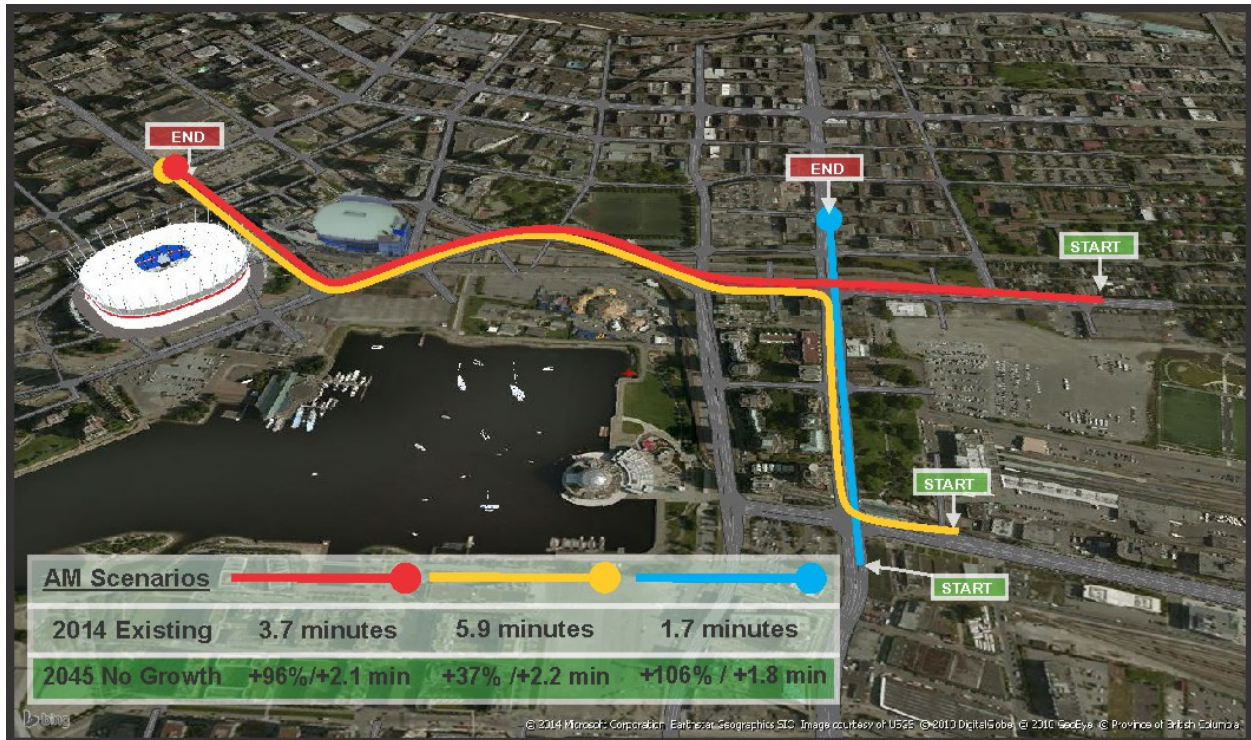 END
END
START
START
START
AM Scenarios
2014 Existing 3.7 minutes 5.9 minutes 1.7 minutes
2045 No Growth +96%/+2.1 min +37% /+2.2 min +106% / +1.8 min
bing
© 2014 Microsoft Corporation Earthstar Geographics SIO Image courtesy of USGS © 2010 DigitalGlobe © 2010 GeoEye © Province of British Columbia